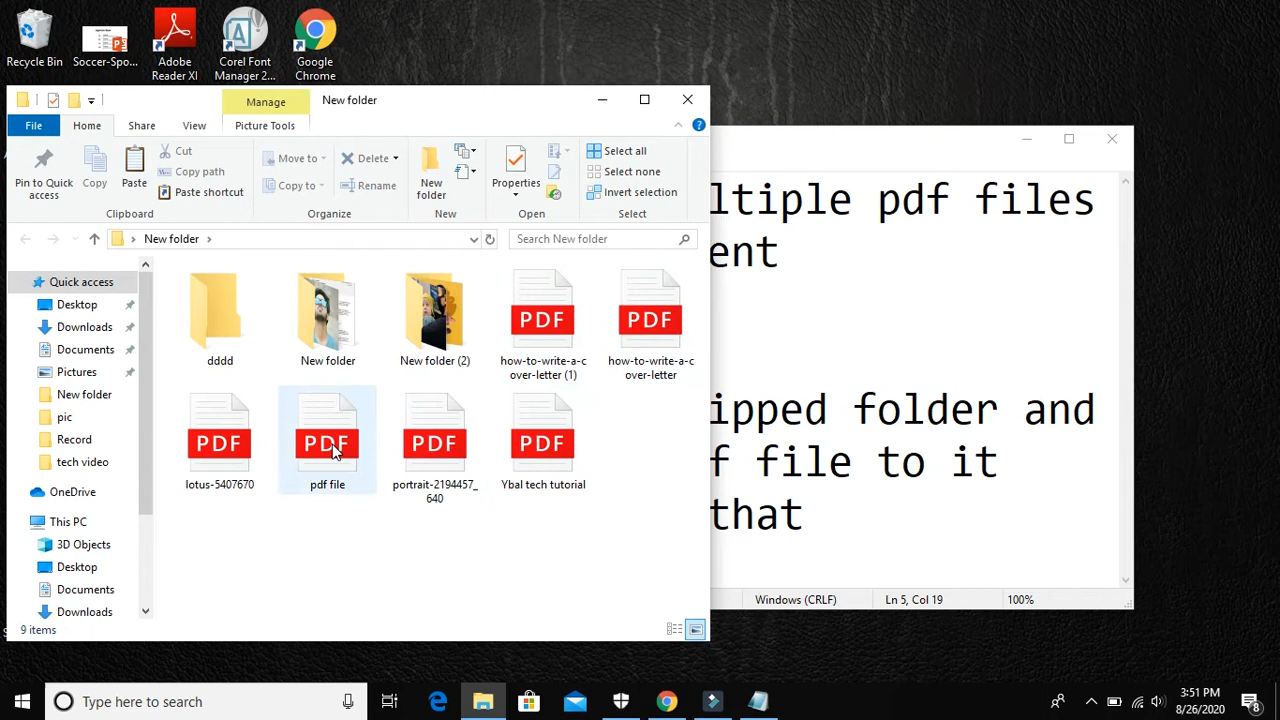 Recycle Bin
Soccer-Spo...
Adobe
Reader XI
Corel Font
Manager 2...
Google
Chrome
Manage
New folder
File
Home
Share
View
Picture Tools
Pin to Quick
access
Copy
Paste
Cut
Copy path
Paste shortcut
Clipboard
Move to
Copy to
Delete
Rename
Organize
New
folder
New
Properties
Open
Select all
Select none
Invert selection
Select
New folder
Search New folder
Quick access
Desktop
Downloads
Documents
Pictures
New folder
pic
Record
tech video
OneDrive
This PC
3D Objects
Desktop
Documents
Downloads
dddd
New folder
New folder (2)
PDF
how-to-write-a-c
over-letter (1)
PDF
how-to-write-a-c
over-letter
PDF
lotus-5407670
PDF
pdf file
PDF
portrait-2194457_
640
PDF
Ybal tech tutorial
9 items
ltiple pdf files
ent
ipped folder and
f file to it
that
Windows (CRLF)
Ln 5, Col 19
100%
Type here to search
3:51 PM
8/26/2020
8